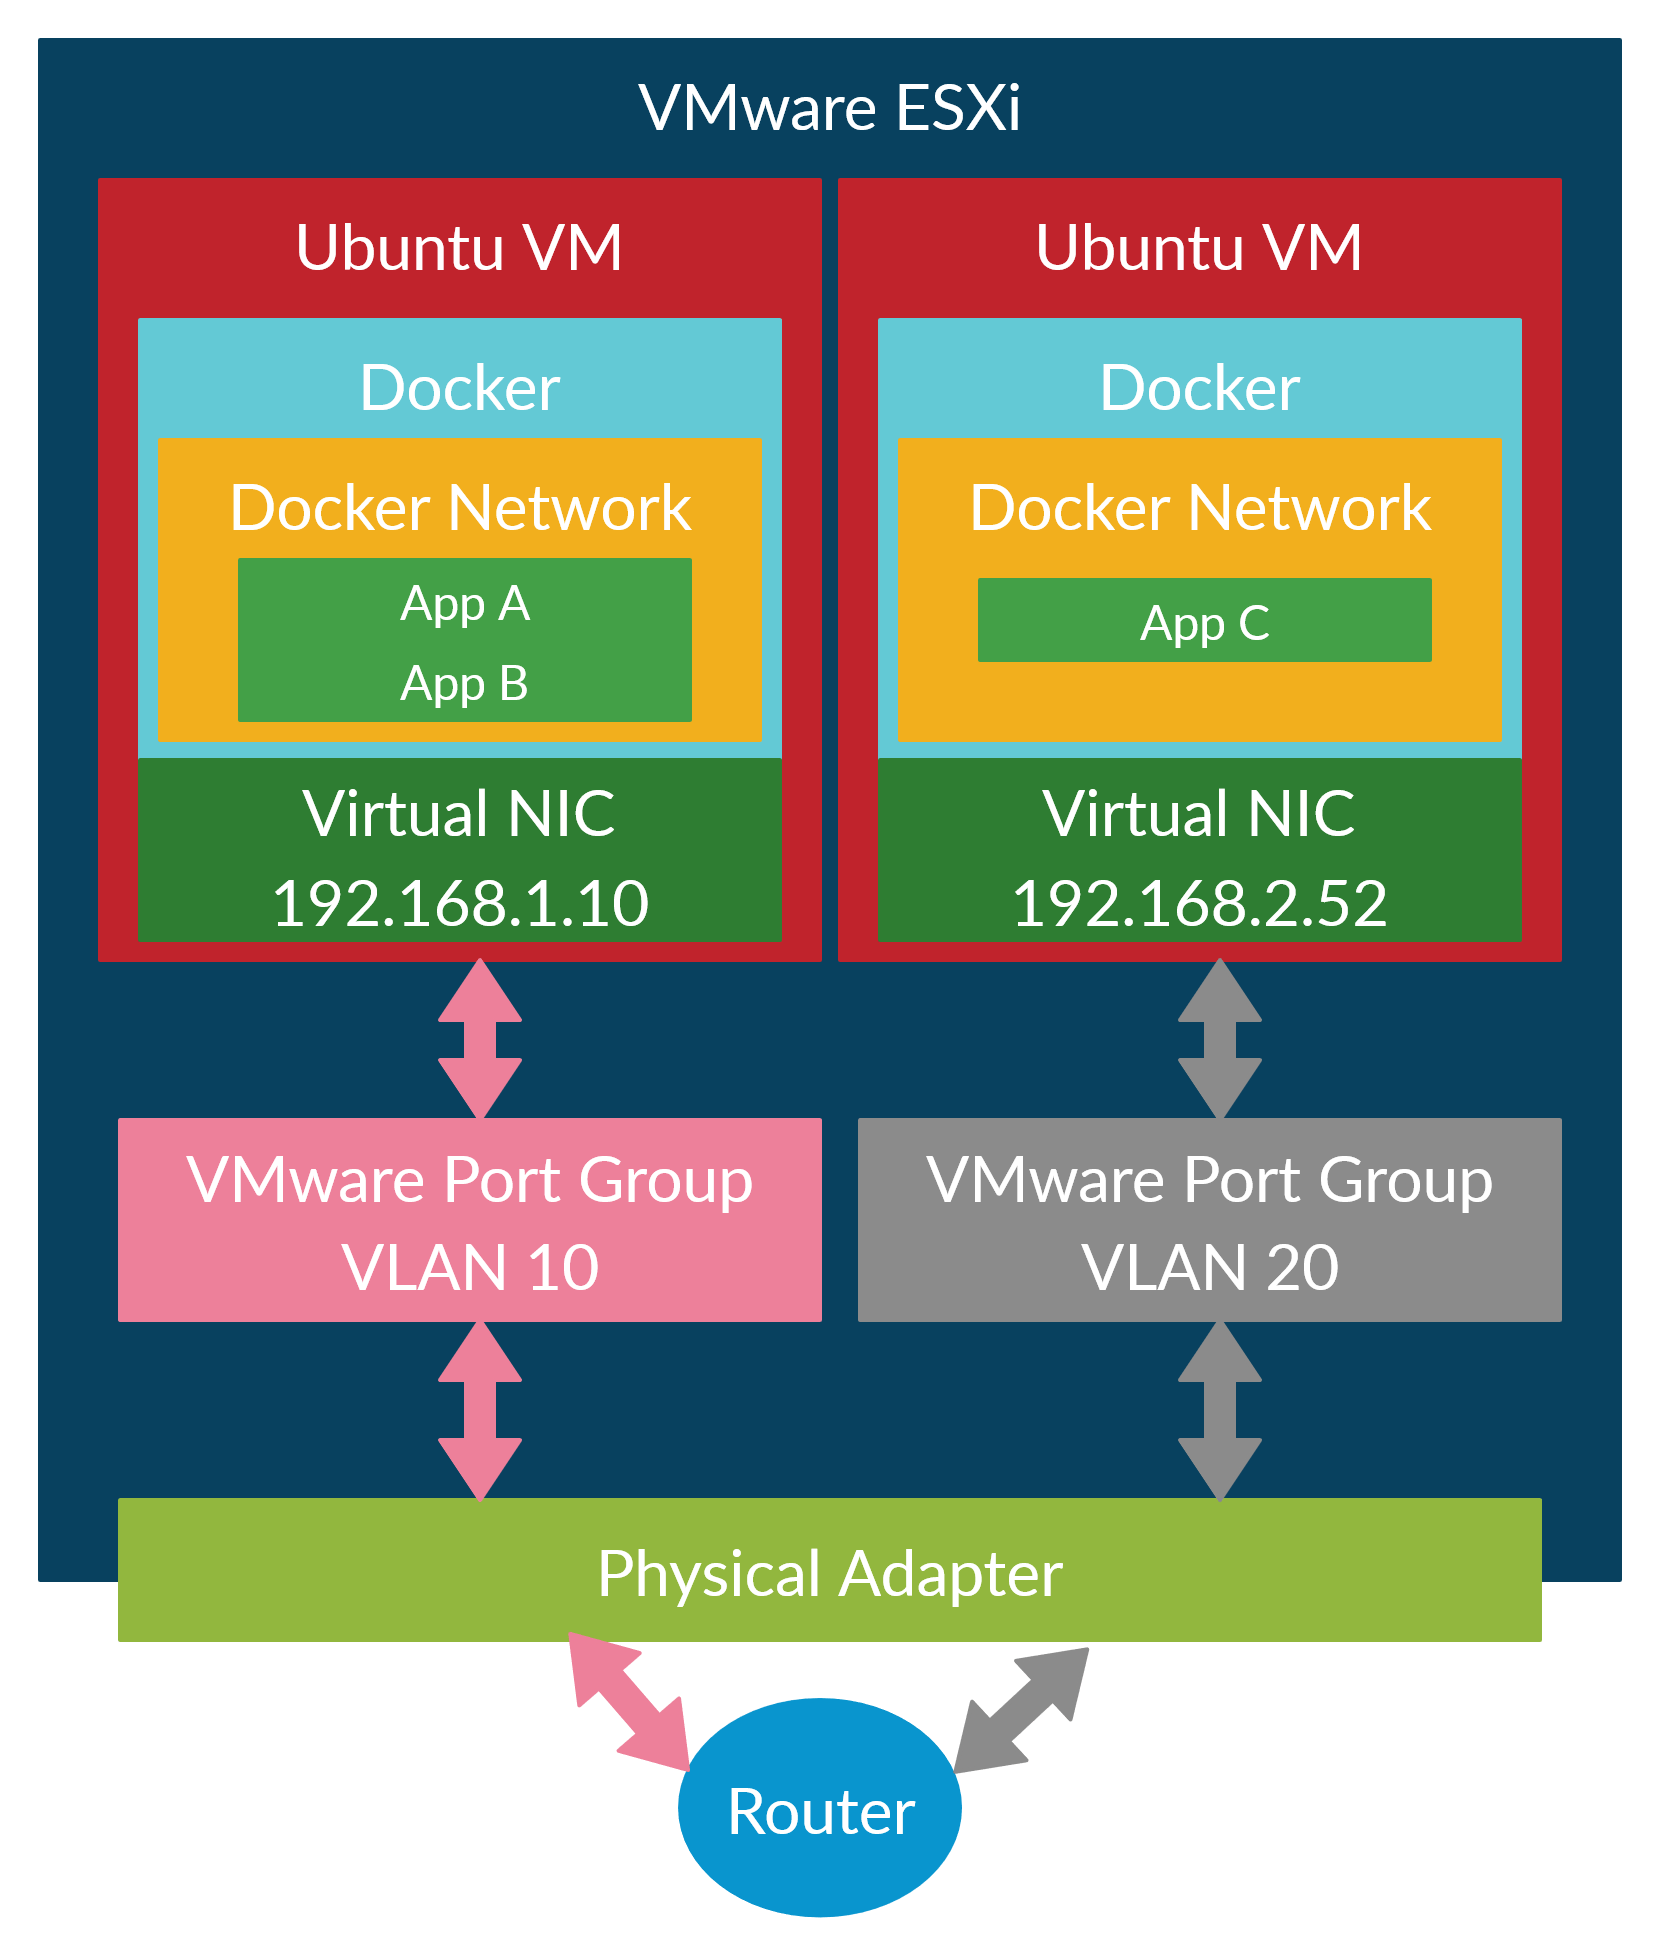 VMware ESXi
Ubuntu VM
Docker
Docker Network
App A
App B
Virtual NIC
192.168.1.10
Ubuntu VM
Docker
Docker Network
App C
Virtual NIC
192.168.2.52
VMware Port Group
VLAN 10
VMware Port Group
VLAN 20
Physical Adapter
Router